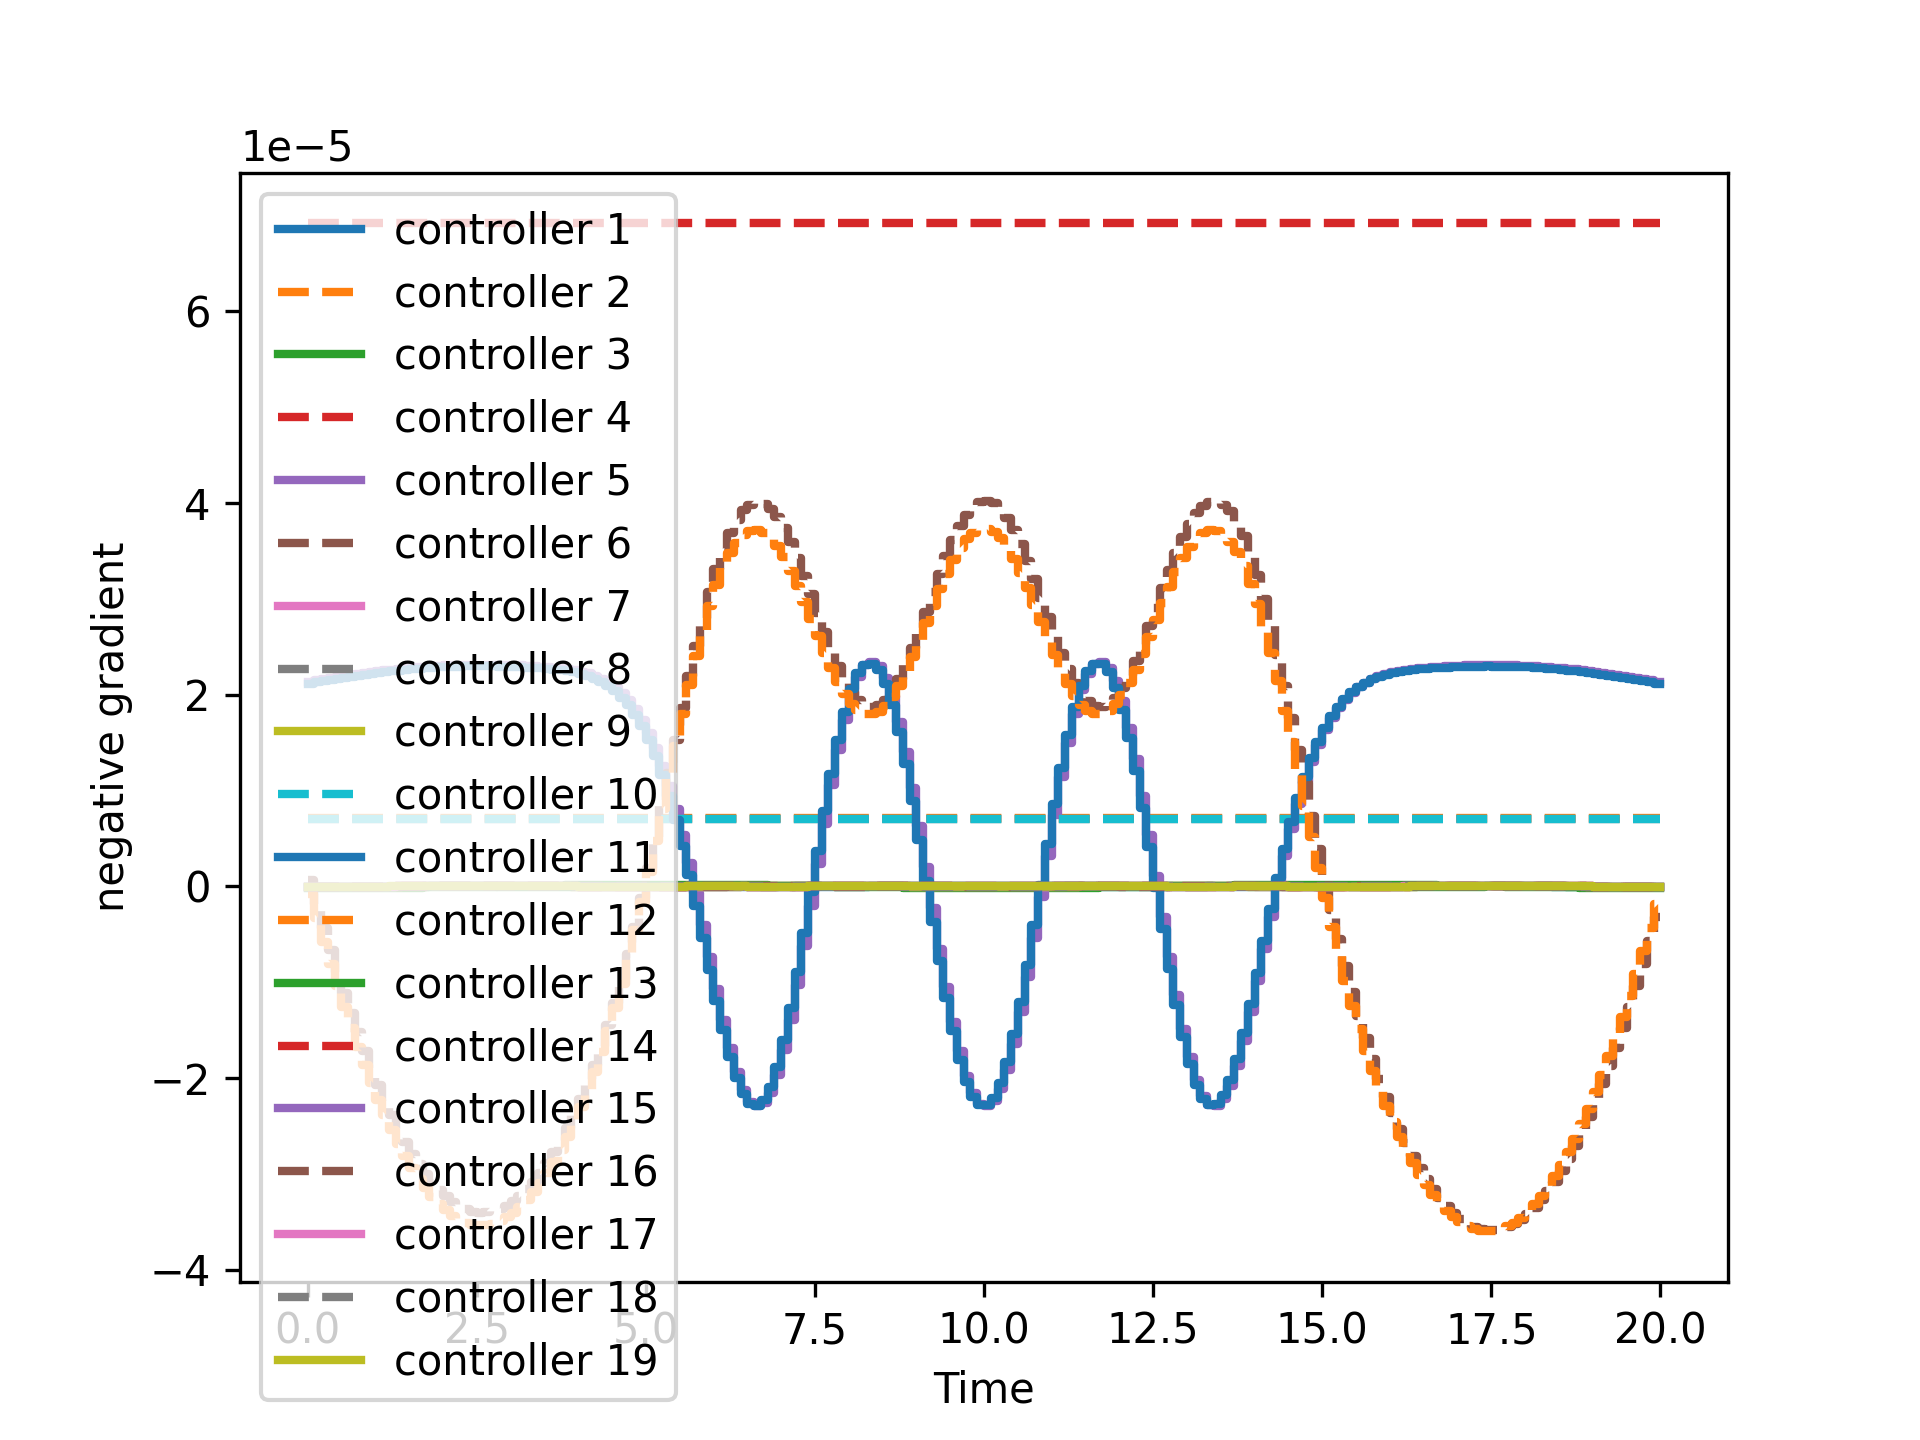 1e−5
controller 1
controller 2
controller 3
controller 4
controller 5
controller 6
controller 7
controller 8
controller 9
controller 10
controller 11
controller 12
controller 13
controller 14
controller 15
controller 16
controller 17
controller 18
controller 19
6
4
2
0
−2
−4
negative gradient
0.0 2.5 5.0 7.5 10.0 12.5 15.0 17.5 20.0
Time